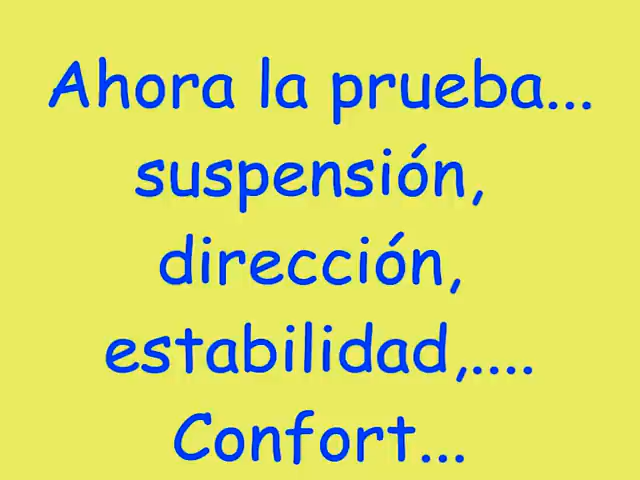 Ahora la prueba...
suspensión,
dirección,
estabilidad,....
Confort...